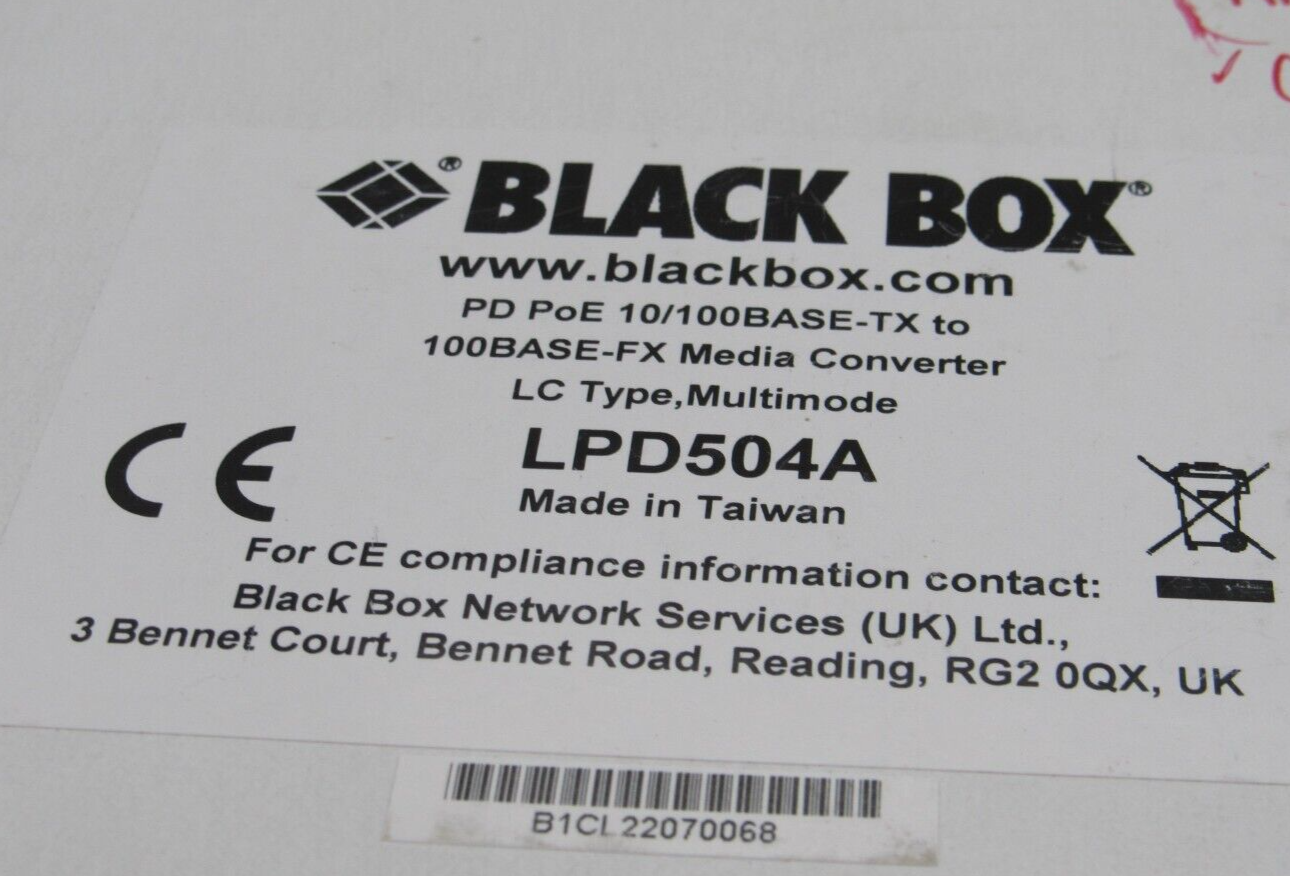 BLACK BOX®
www.blackbox.com
PD PoE 10/100BASE-TX to
100BASE-FX Media Converter
LC Type,Multimode
LPD504A
Made in Taiwan
CE
For CE compliance information contact:
Black Box Network Services (UK) Ltd.,
3 Bennet Court, Bennet Road, Reading, RG2 0QX, UK
B1CL22070068